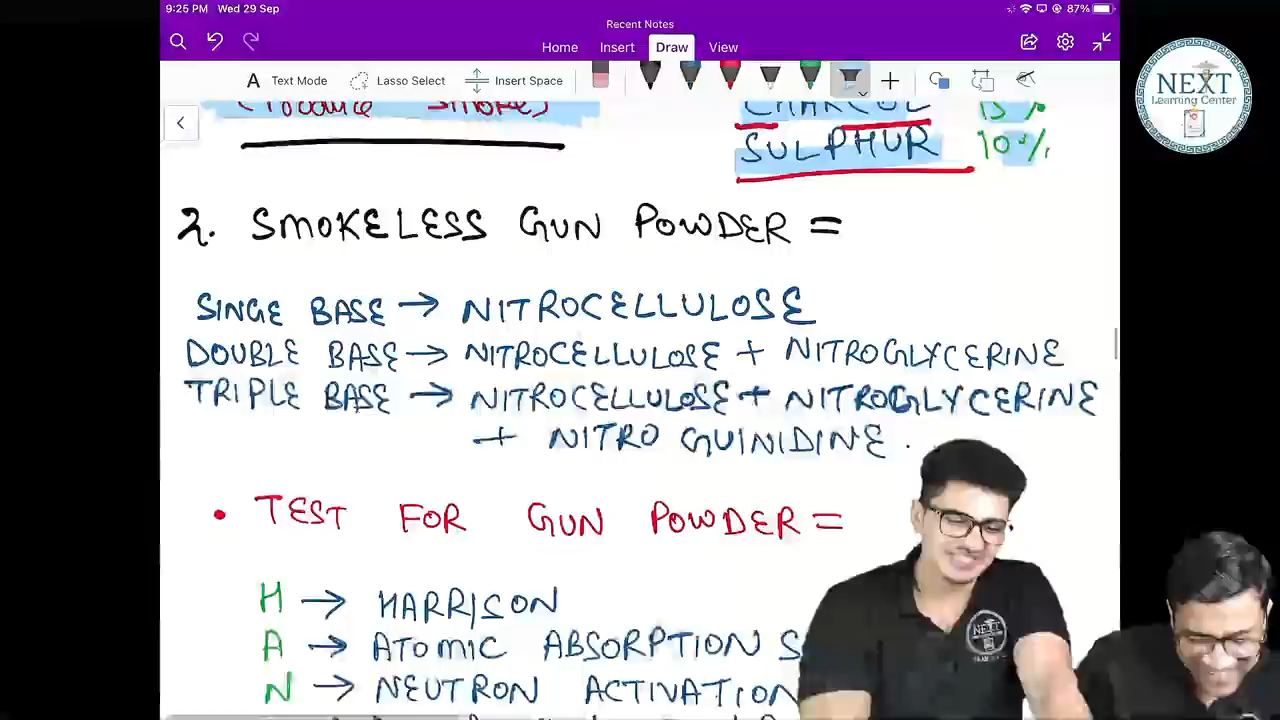 9:25 PM Wed 29 Sep
87%
Recent Notes
Home Insert Draw View
Text Mode Lasso Select Insert Space
NEXT
Learning Center
SULPHUR 10%
2. SMOKELESS GUN POWDER =
SINGE BASE → NITROCELLULOSE
DOUBLE BASE → NITROCELLULOSE + NITROGLYCERINE
TRIPLE BASE → NITROCELLULOSE + NITROGLYCERINE
+ NITRO GUINIDINE .
• TEST FOR GUN POWDER =
H → HARRISON
A → ATOMIC ABSORPTION S
N → NEUTRON ACTIVATION
NEXT
NEXT